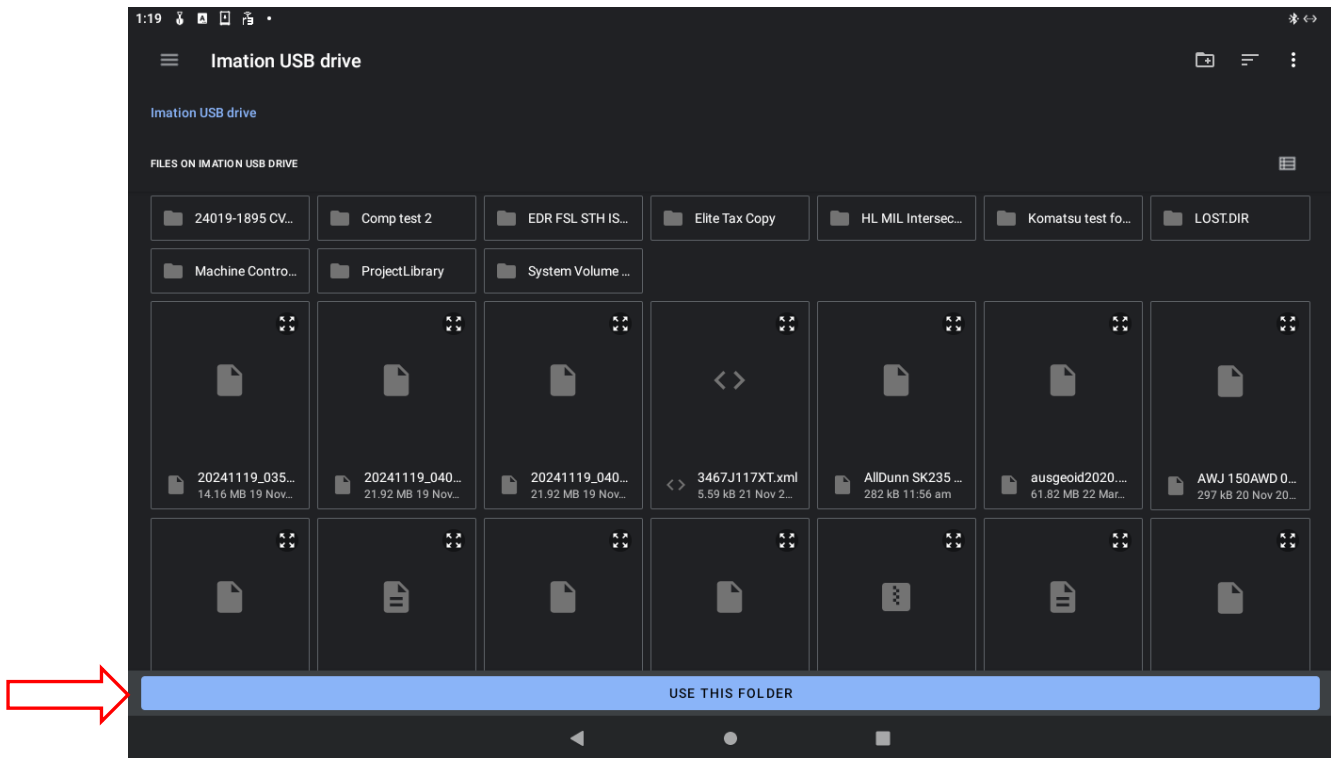 1:19
Imation USB drive
Imation USB drive
FILES ON IMATION USB DRIVE
24019-1895 CV... Comp test 2 EDR FSL STH IS... Elite Tax Copy HL MIL Intersec... Komatsu test fo... LOST.DIR
Machine Contro... ProjectLibrary System Volume ...
20241119_035... 20241119_040... 20241119_040... 3467J117XT.xml AllDunn SK235 ... ausgeoid2020.... AWJ 150AWD 0...
14.16 MB 19 Nov... 21.92 MB 19 Nov... 21.92 MB 19 Nov... 5.59 kB 21 Nov 2... 282 kB 11:56 am 61.82 MB 22 Mar... 297 kB 20 Nov 20...
USE THIS FOLDER